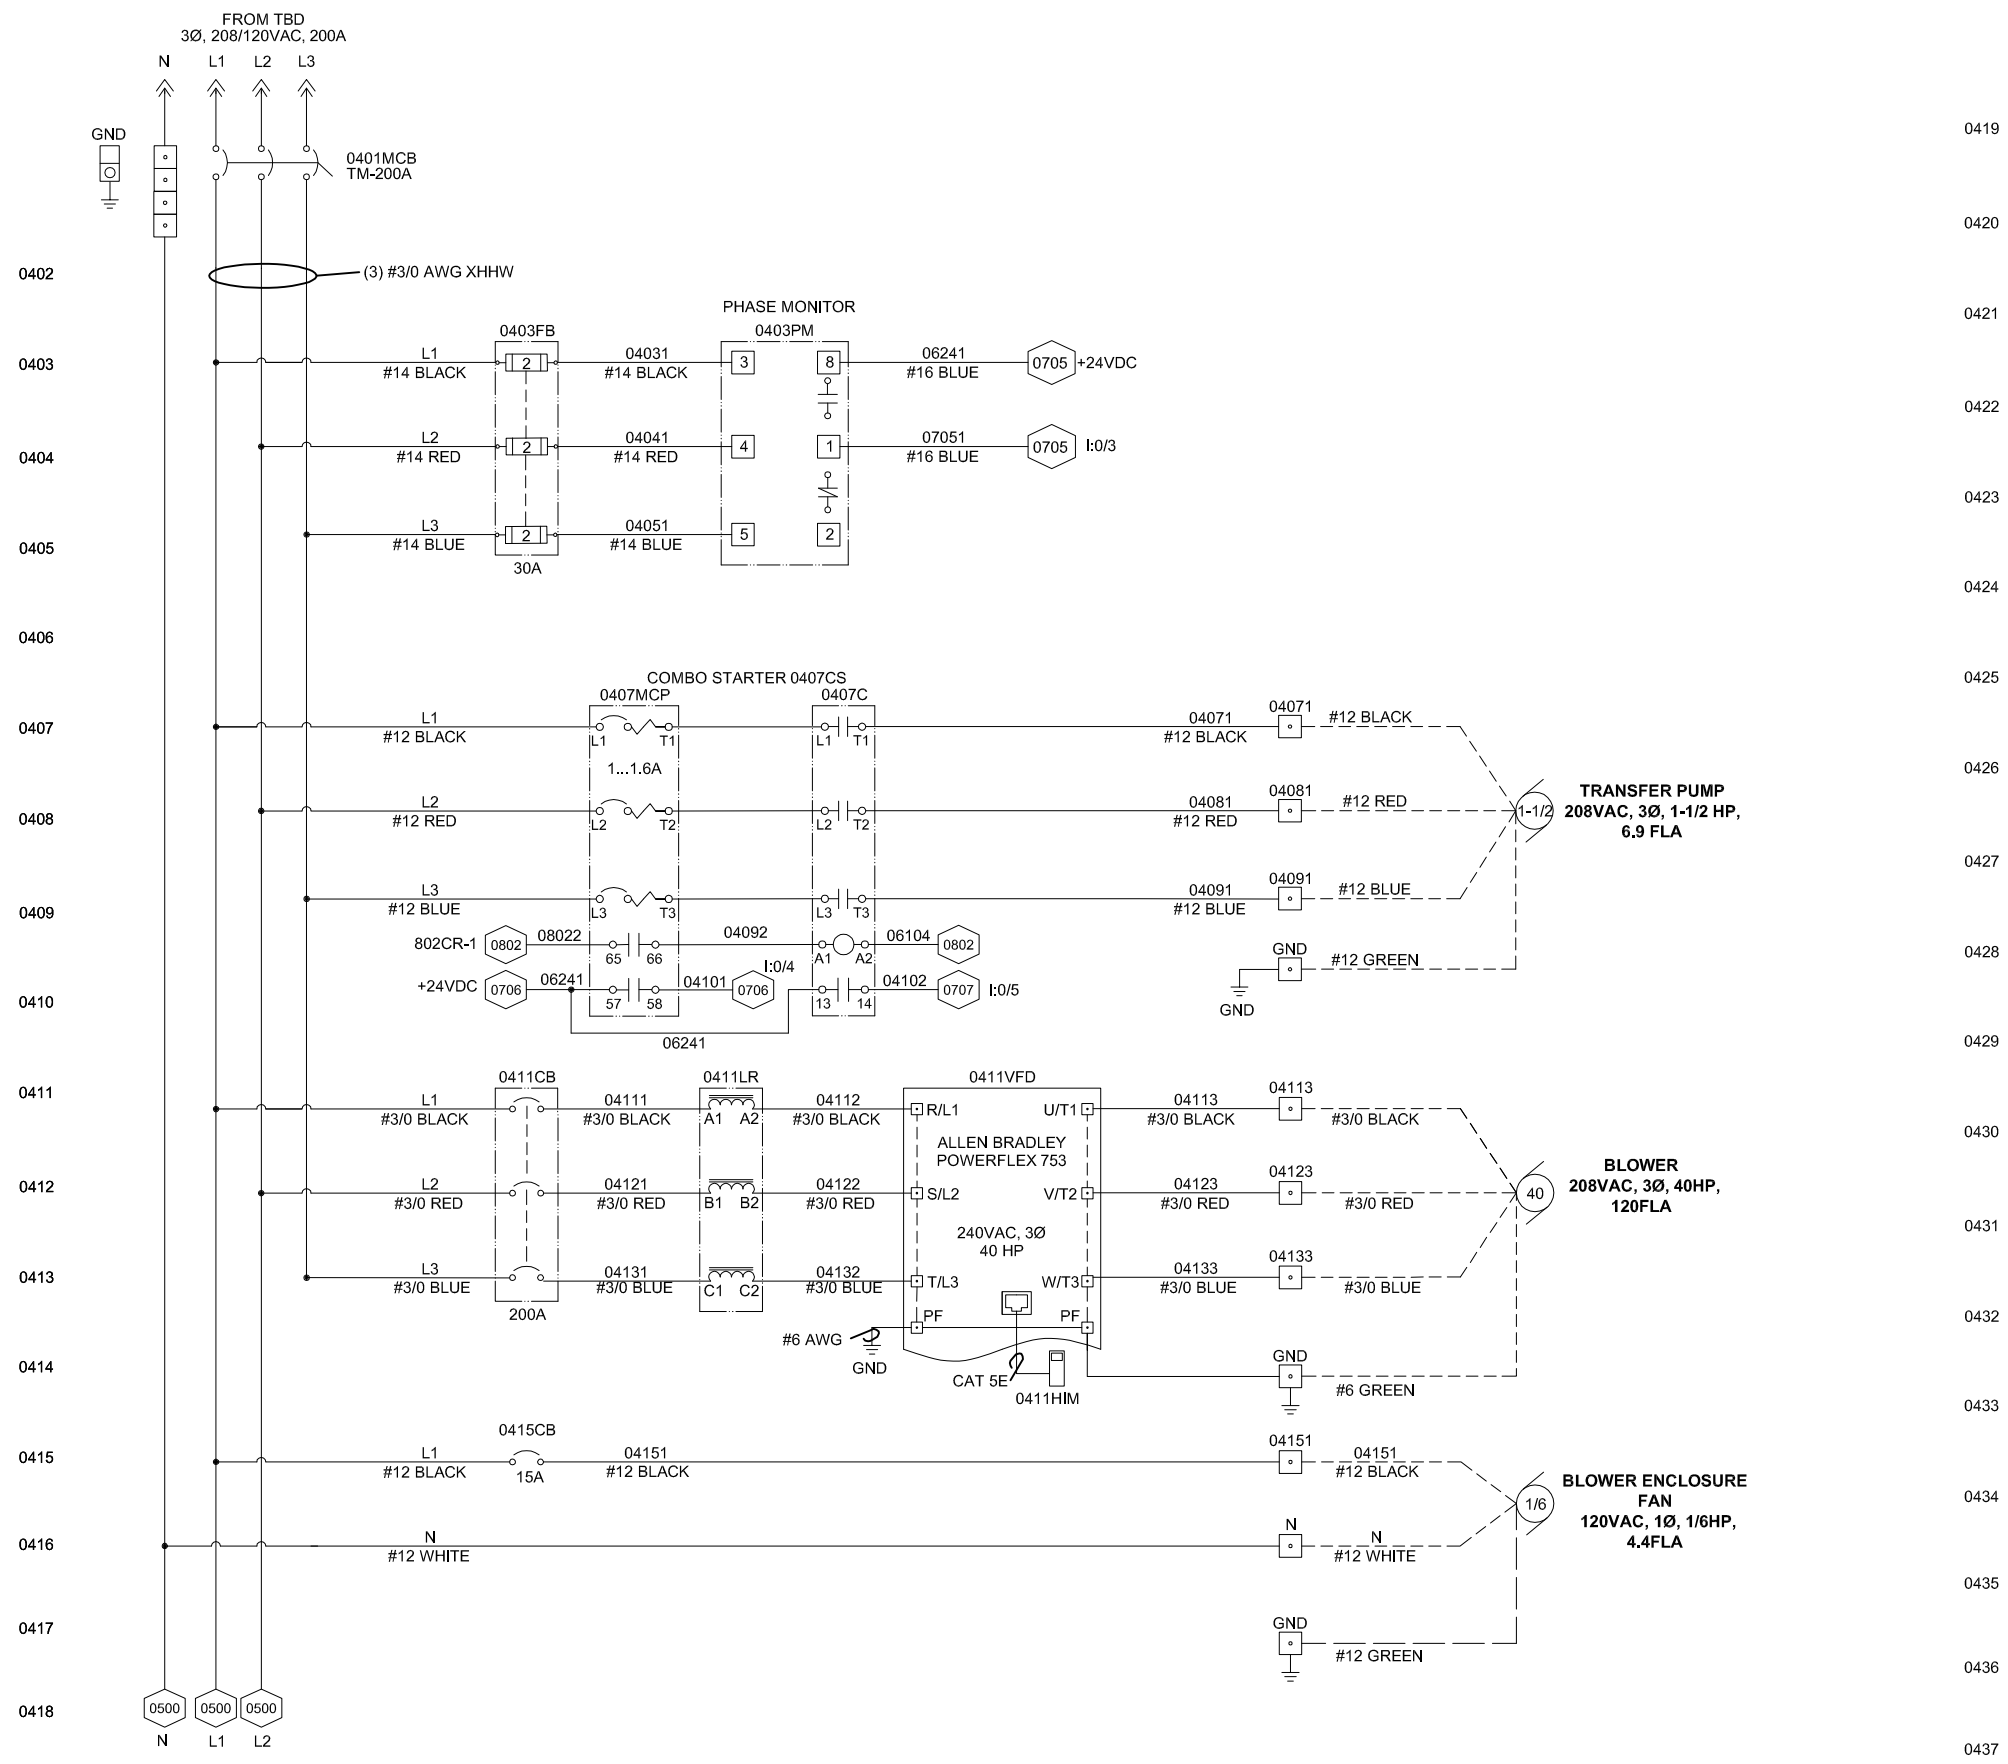 FROM TBD
3Ø, 208/120VAC, 200A
N L1 L2 L3
GND
0401MCB
TM-200A
0419
0420
0402
(3) #3/0 AWG XHHW
0421
PHASE MONITOR
0403FB 0403PM
0403
L1
#14 BLACK
2
04031
#14 BLACK
3 8
06241
#16 BLUE
0705 +24VDC
0422
0404
L2
#14 RED
2
04041
#14 RED
4 1
07051
#16 BLUE
0705 I:0/3
0423
0405
L3
#14 BLUE
2
04051
#14 BLUE
5 2
30A
0424
0406
0425
COMBO STARTER 0407CS
0407MCP 0407C
0407
L1
#12 BLACK
L1 T1
1...1.6A
L1 T1
04071
#12 BLACK
04071
#12 BLACK
0426
0408
L2
#12 RED
L2 T2
L2 T2
04081
#12 RED
04081
#12 RED
1-1/2
TRANSFER PUMP
208VAC, 3Ø, 1-1/2 HP,
6.9 FLA
0427
0409
L3
#12 BLUE
L3 T3
L3 T3
04091
#12 BLUE
04091
#12 BLUE
802CR-1 0802 08022
65 66
04092
A1 A2
06104 0802
GND
#12 GREEN
GND
0428
0410
+24VDC 0706 06241
57 58
04101 0706 I:0/4
13 14
04102 0707 I:0/5
06241
0429
0411
0411CB 0411LR 0411VFD
L1
#3/0 BLACK
04111
#3/0 BLACK
A1 A2
04112
#3/0 BLACK
R/L1 U/T1
04113
#3/0 BLACK
04113
#3/0 BLACK
ALLEN BRADLEY
POWERFLEX 753
0430
0412
L2
#3/0 RED
04121
#3/0 RED
B1 B2
04122
#3/0 RED
S/L2 V/T2
04123
#3/0 RED
04123
#3/0 RED
40
BLOWER
208VAC, 3Ø, 40HP,
120FLA
240VAC, 3Ø
40 HP
0431
0413
L3
#3/0 BLUE
200A
04131
#3/0 BLUE
C1 C2
04132
#3/0 BLUE
T/L3 W/T3
04133
#3/0 BLUE
04133
#3/0 BLUE
PF PF
0432
0414
#6 AWG
GND
CAT 5E
0411HIM
GND
#6 GREEN
0433
0415
0415CB
L1
#12 BLACK
15A
04151
#12 BLACK
04151
04151
#12 BLACK
0434
1/6
BLOWER ENCLOSURE
FAN
120VAC, 1Ø, 1/6HP,
4.4FLA
0416
N
#12 WHITE
N
N
#12 WHITE
0435
0417
GND
#12 GREEN
0436
0418
0500 0500 0500
N L1 L2
0437